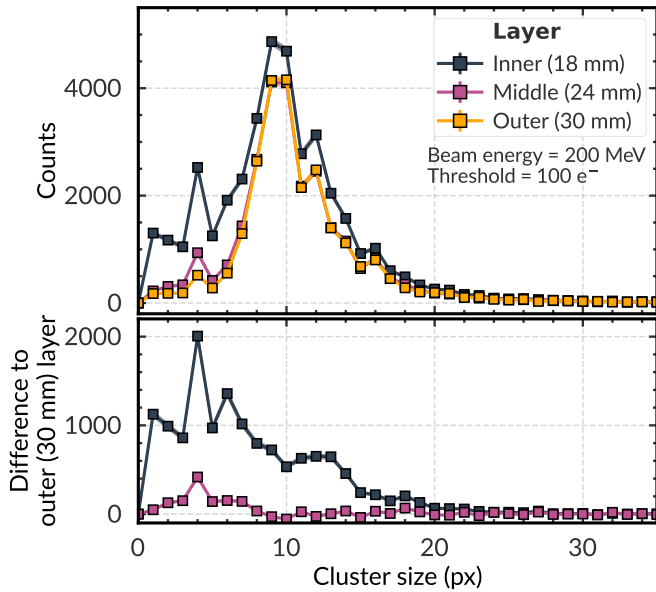 Layer
Inner (18 mm)
Middle (24 mm)
Outer (30 mm)
Beam energy = 200 MeV
Threshold = 100 e⁻
Counts
4000
2000
0
Difference to
outer (30 mm) layer
2000
1000
0
0
10
20
30
Cluster size (px)